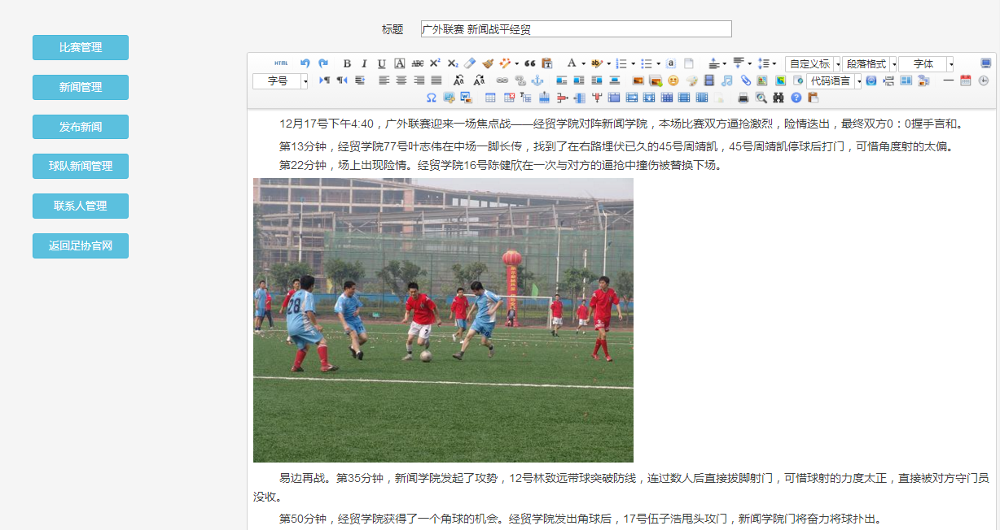 标题 广外联赛 新闻战平经贸
比赛管理
新闻管理
发布新闻
球队新闻管理
联系人管理
返回足协官网
HTML 自定义标 段落格式 字体
字号 代码语言
12月17号下午4:40，广外联赛迎来一场焦点战——经贸学院对阵新闻学院，本场比赛双方逼抢激烈，险情迭出，最终双方0：0握手言和。
第13分钟，经贸学院77号叶志伟在中场一脚长传，找到了在右路埋伏已久的45号周靖凯，45号周靖凯停球后打门，可惜角度射的太偏。
第22分钟，场上出现险情。经贸学院16号陈健欣在一次与对方的逼抢中撞伤被替换下场。
28
易边再战。第35分钟，新闻学院发起了攻势，12号林致远带球突破防线，连过数人后直接拔脚射门，可惜球射的力度太正，直接被对方守门员
没收。
第50分钟，经贸学院获得了一个角球的机会。经贸学院发出角球后，17号伍子浩甩头攻门，新闻学院门将奋力将球扑出。